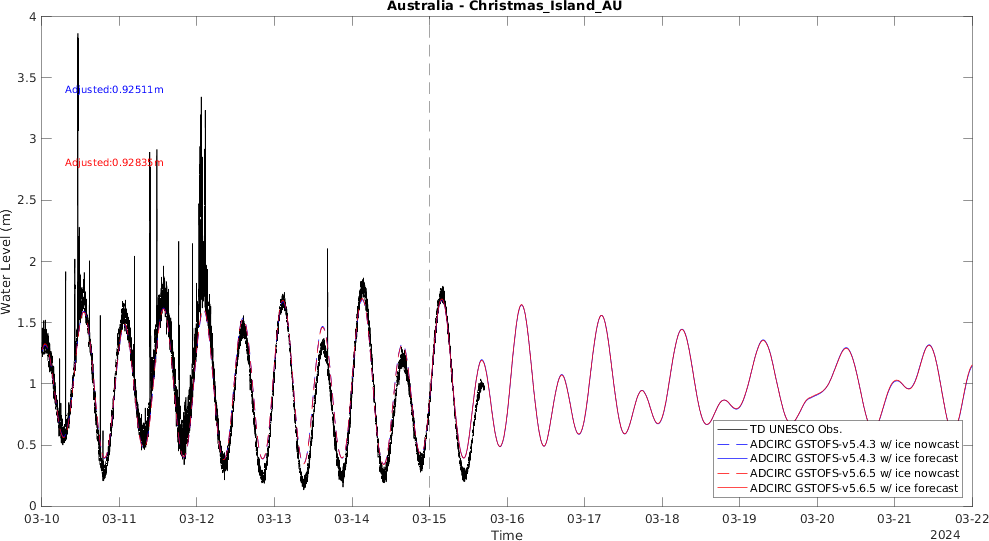 Australia - Christmas_Island_AU
4
3.5
3
2.5
2
1.5
1
0.5
0
Water Level (m)
Adjusted:0.92511m
Adjusted:0.92835m
TD UNESCO Obs.
ADCIRC GSTOFS-v5.4.3 w/ ice nowcast
ADCIRC GSTOFS-v5.4.3 w/ ice forecast
ADCIRC GSTOFS-v5.6.5 w/ ice nowcast
ADCIRC GSTOFS-v5.6.5 w/ ice forecast
03-10 03-11 03-12 03-13 03-14 03-15 03-16 03-17 03-18 03-19 03-20 03-21 03-22
Time
2024